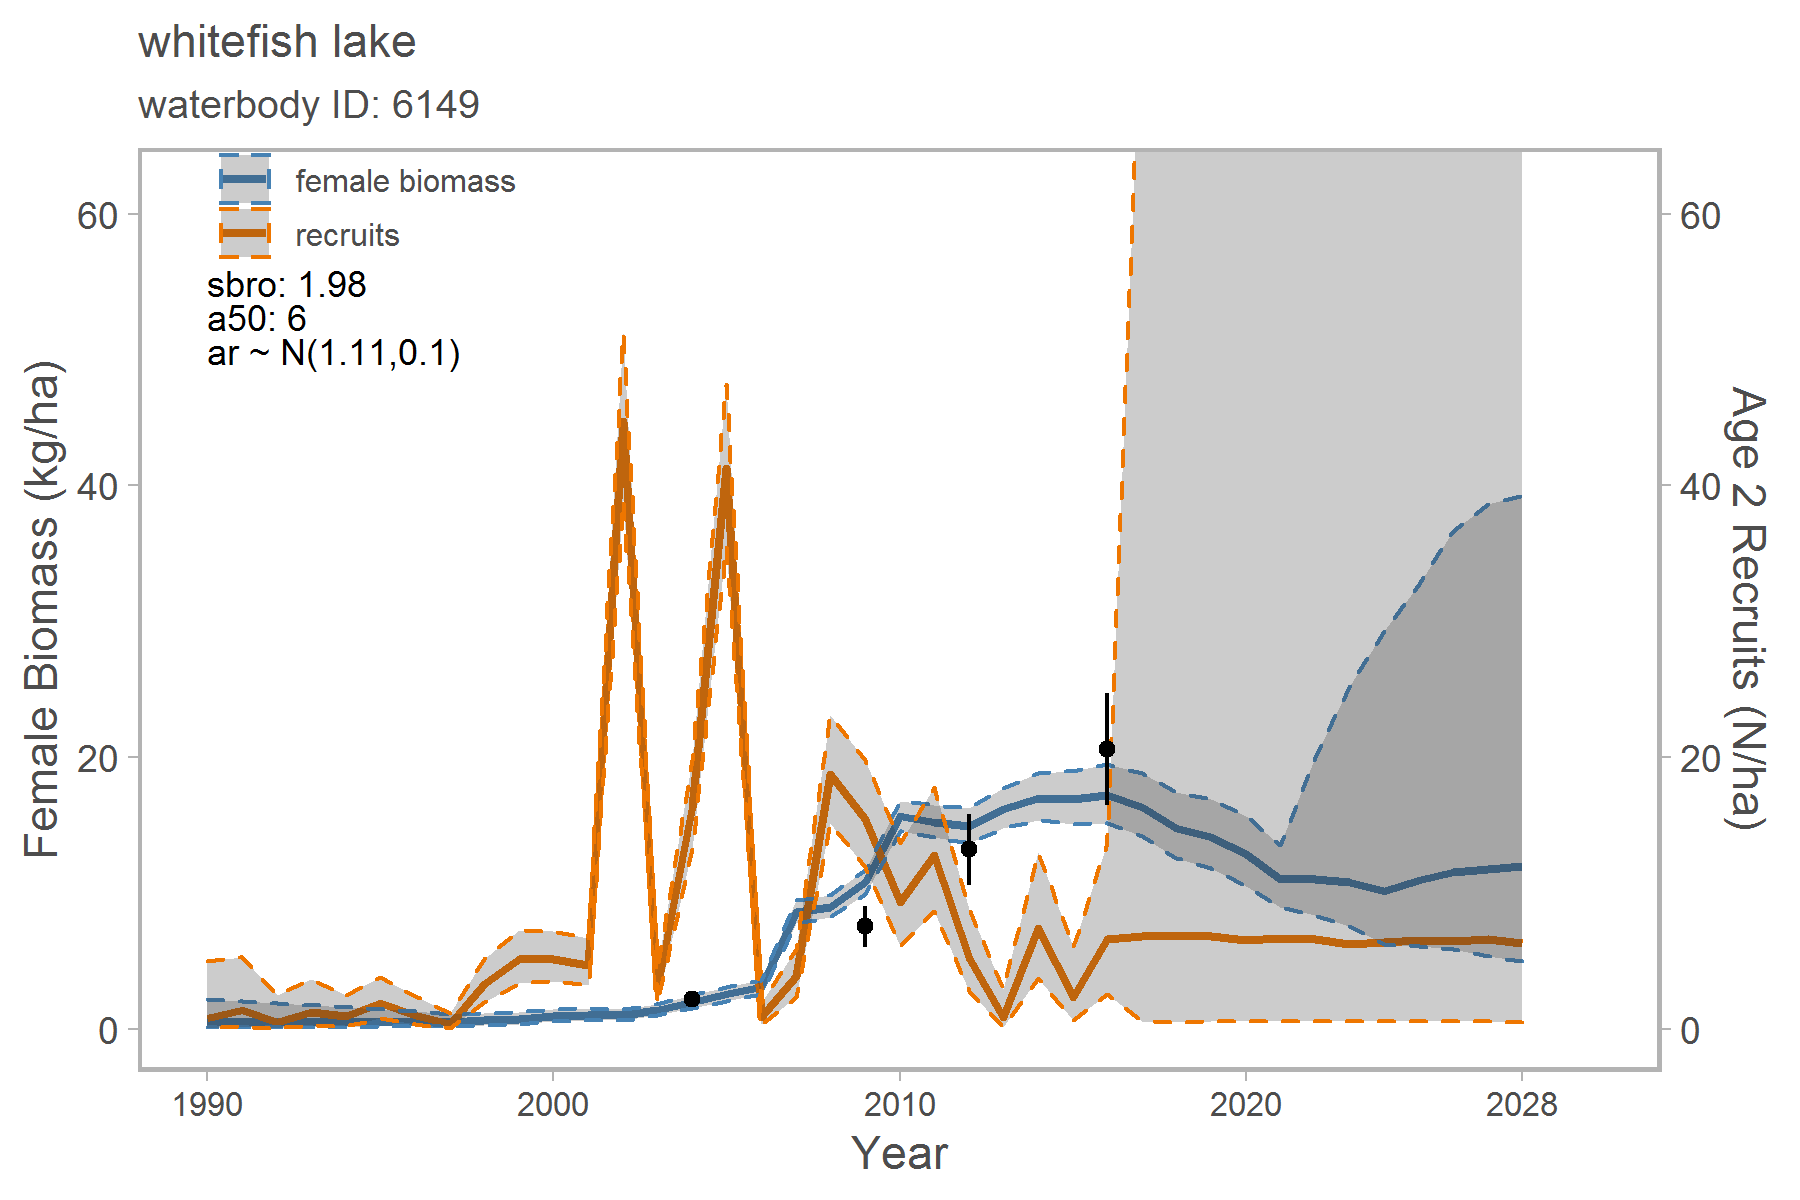 whitefish lake
waterbody ID: 6149
female biomass
recruits
sbro: 1.98
a50: 6
ar ~ N(1.11,0.1)
Female Biomass (kg/ha)
60
40
20
0
60
40
20
0
Age 2 Recruits (N/ha)
1990
2000
2010
2020
2028
Year